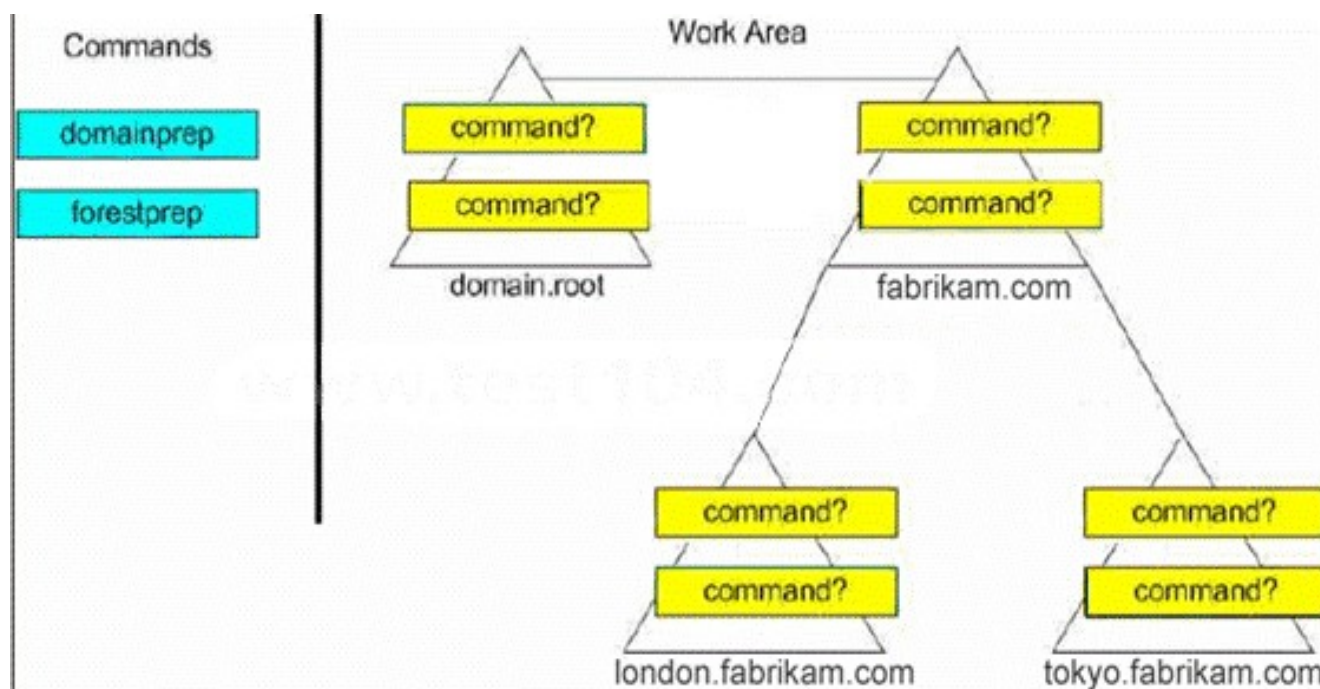 Commands
domainprep
forestprep
Work Area
command?
command?
domain.root
command?
command?
fabrikam.com
command?
command?
london.fabrikam.com
command?
command?
tokyo.fabrikam.com